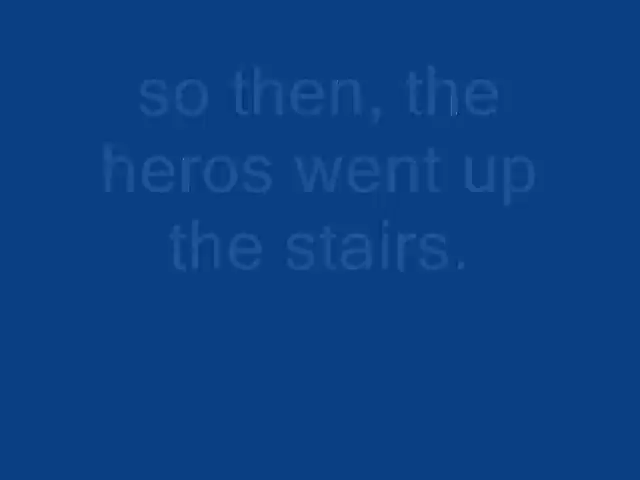 so then, the
heros went up
the stairs.